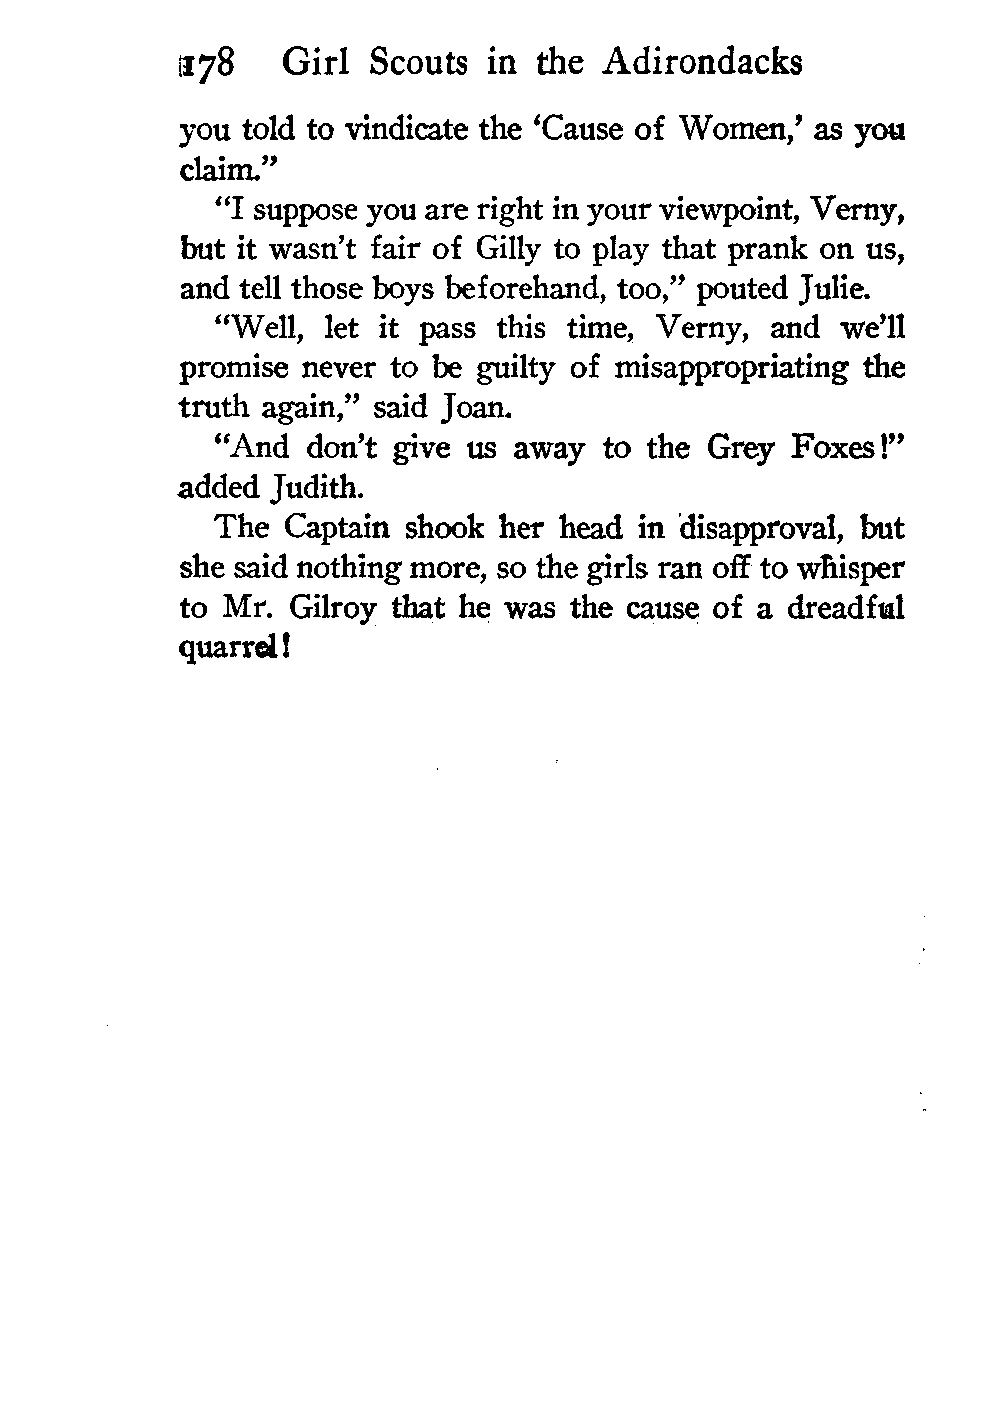 178 Girl Scouts in the Adirondacks
you told to vindicate the ‘Cause of Women,’ as you
claim.”
“I suppose you are right in your viewpoint, Verny,
but it wasn’t fair of Gilly to play that prank on us,
and tell those boys beforehand, too,” pouted Julie.
“Well, let it pass this time, Verny, and we’ll
promise never to be guilty of misappropriating the
truth again,” said Joan.
“And don’t give us away to the Grey Foxes!”
added Judith.
The Captain shook her head in disapproval, but
she said nothing more, so the girls ran off to whisper
to Mr. Gilroy that he was the cause of a dreadful
quarrel!